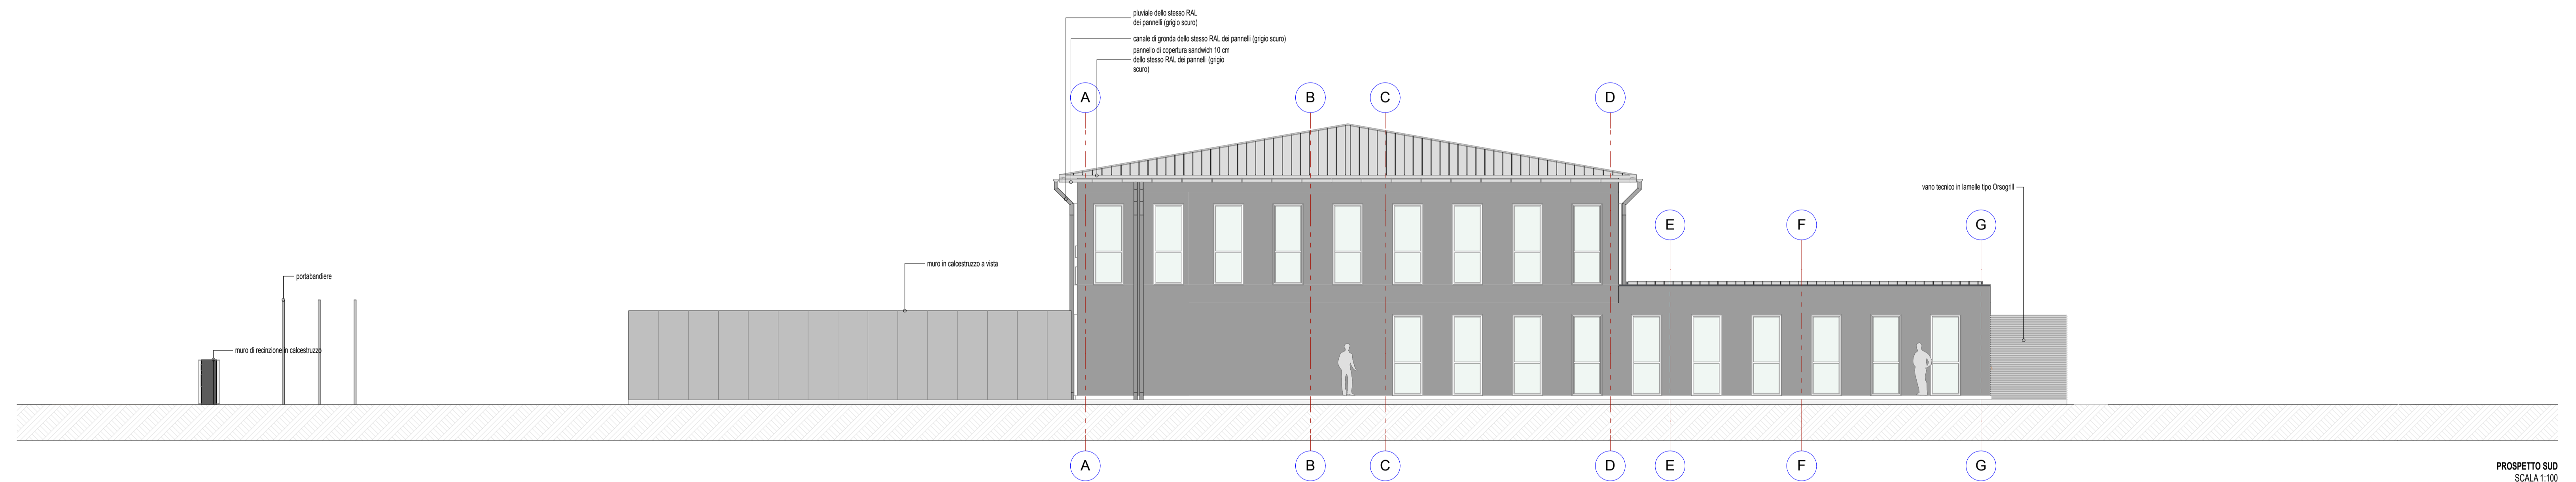 pluviale dello stesso RAL
dei pannelli (grigio scuro)
canale di gronda dello stesso RAL dei pannelli (grigio scuro)
pannello di copertura sandwich 10 cm
dello stesso RAL dei pannelli (grigio
scuro)
A B C D
vano tecnico in lamelle tipo Orsogrill
E F G
muro in calcestruzzo a vista
portabandiere
muro di recinzione in calcestruzzo
A B C D E F G
PROSPETTO SUD
SCALA 1:100